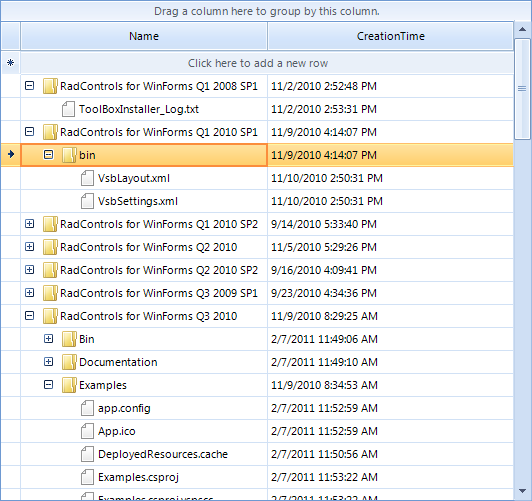 Drag a column here to group by this column.
Name CreationTime
Click here to add a new row
RadControls for WinForms Q1 2008 SP1 11/2/2010 2:52:48 PM
ToolBoxInstaller_Log.txt 11/2/2010 2:53:31 PM
RadControls for WinForms Q1 2010 SP1 11/9/2010 4:14:07 PM
bin 11/9/2010 4:14:07 PM
VsbLayout.xml 11/10/2010 2:50:31 PM
VsbSettings.xml 11/10/2010 2:50:31 PM
RadControls for WinForms Q1 2010 SP2 9/14/2010 5:33:40 PM
RadControls for WinForms Q2 2010 11/5/2010 5:29:26 PM
RadControls for WinForms Q2 2010 SP2 9/16/2010 4:09:41 PM
RadControls for WinForms Q3 2009 SP1 9/23/2010 4:34:36 PM
RadControls for WinForms Q3 2010 11/9/2010 8:29:25 AM
Bin 2/7/2011 11:49:06 AM
Documentation 2/7/2011 11:49:10 AM
Examples 11/9/2010 8:34:53 AM
app.config 2/7/2011 11:52:59 AM
App.ico 2/7/2011 11:52:59 AM
DeployedResources.cache 2/7/2011 11:50:56 AM
Examples.csproj 2/7/2011 11:53:22 AM
Examples.csproj.vspscc 2/7/2011 11:53:22 AM